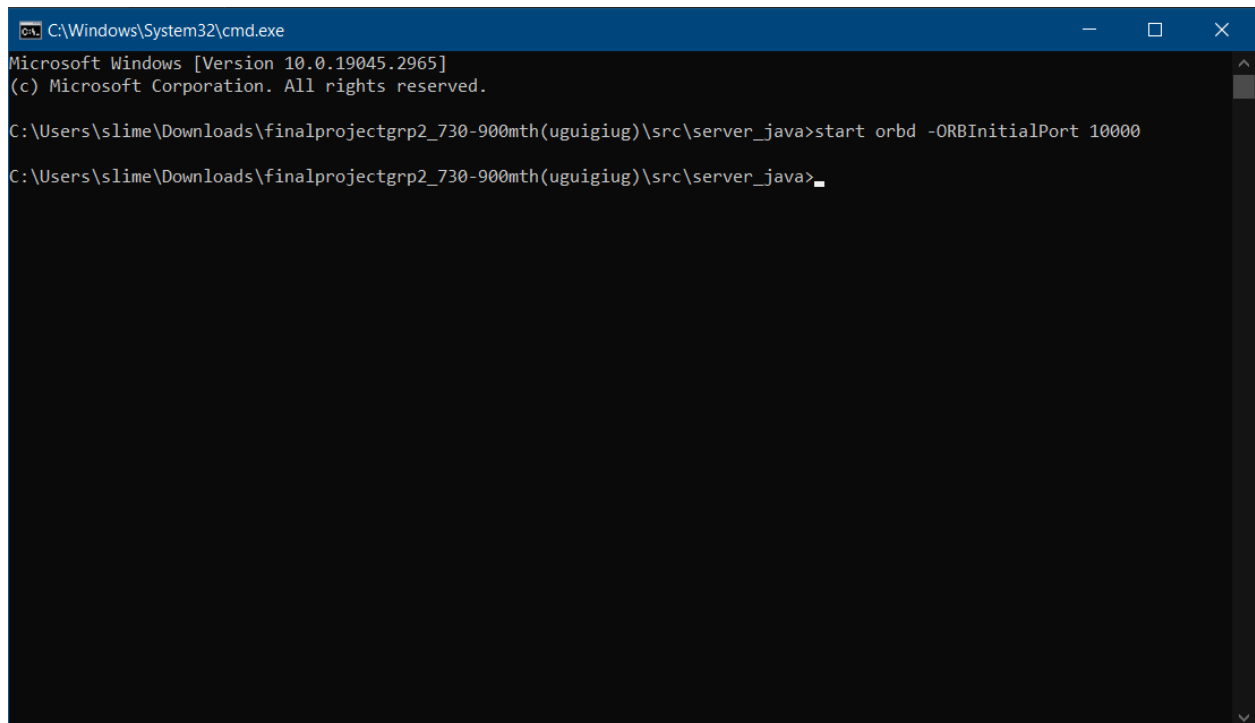 C:\Windows\System32\cmd.exe
Microsoft Windows [Version 10.0.19045.2965]
(c) Microsoft Corporation. All rights reserved.
C:\Users\slime\Downloads\finalprojectgrp2_730-900mth(uguigiug)\src\server_java>start orbd -ORBInitialPort 10000
C:\Users\slime\Downloads\finalprojectgrp2_730-900mth(uguigiug)\src\server_java>